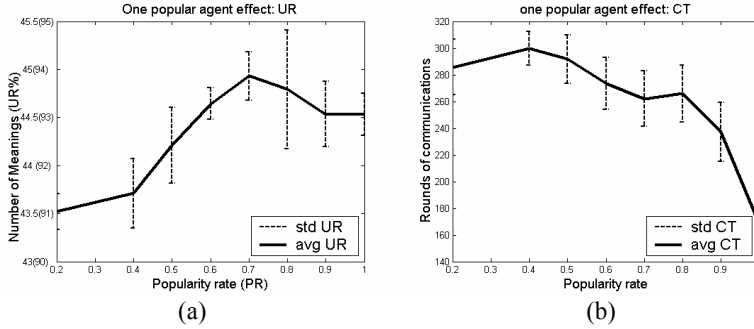 One popular agent effect: UR
Number of Meanings (UR%)
45.5(95)
45(94)
44.5(93)
44 (92)
43.5(91)
43(90)
0.2 0.3 0.4 0.5 0.6 0.7 0.8 0.9 1
Popularity rate (PR)
std UR
avg UR
(a)
one popular agent effect: CT
Rounds of communications
320
300
280
260
240
220
200
180
160
140
0.2 0.3 0.4 0.5 0.6 0.7 0.8 0.9
Popularity rate
std CT
avg CT
(b)